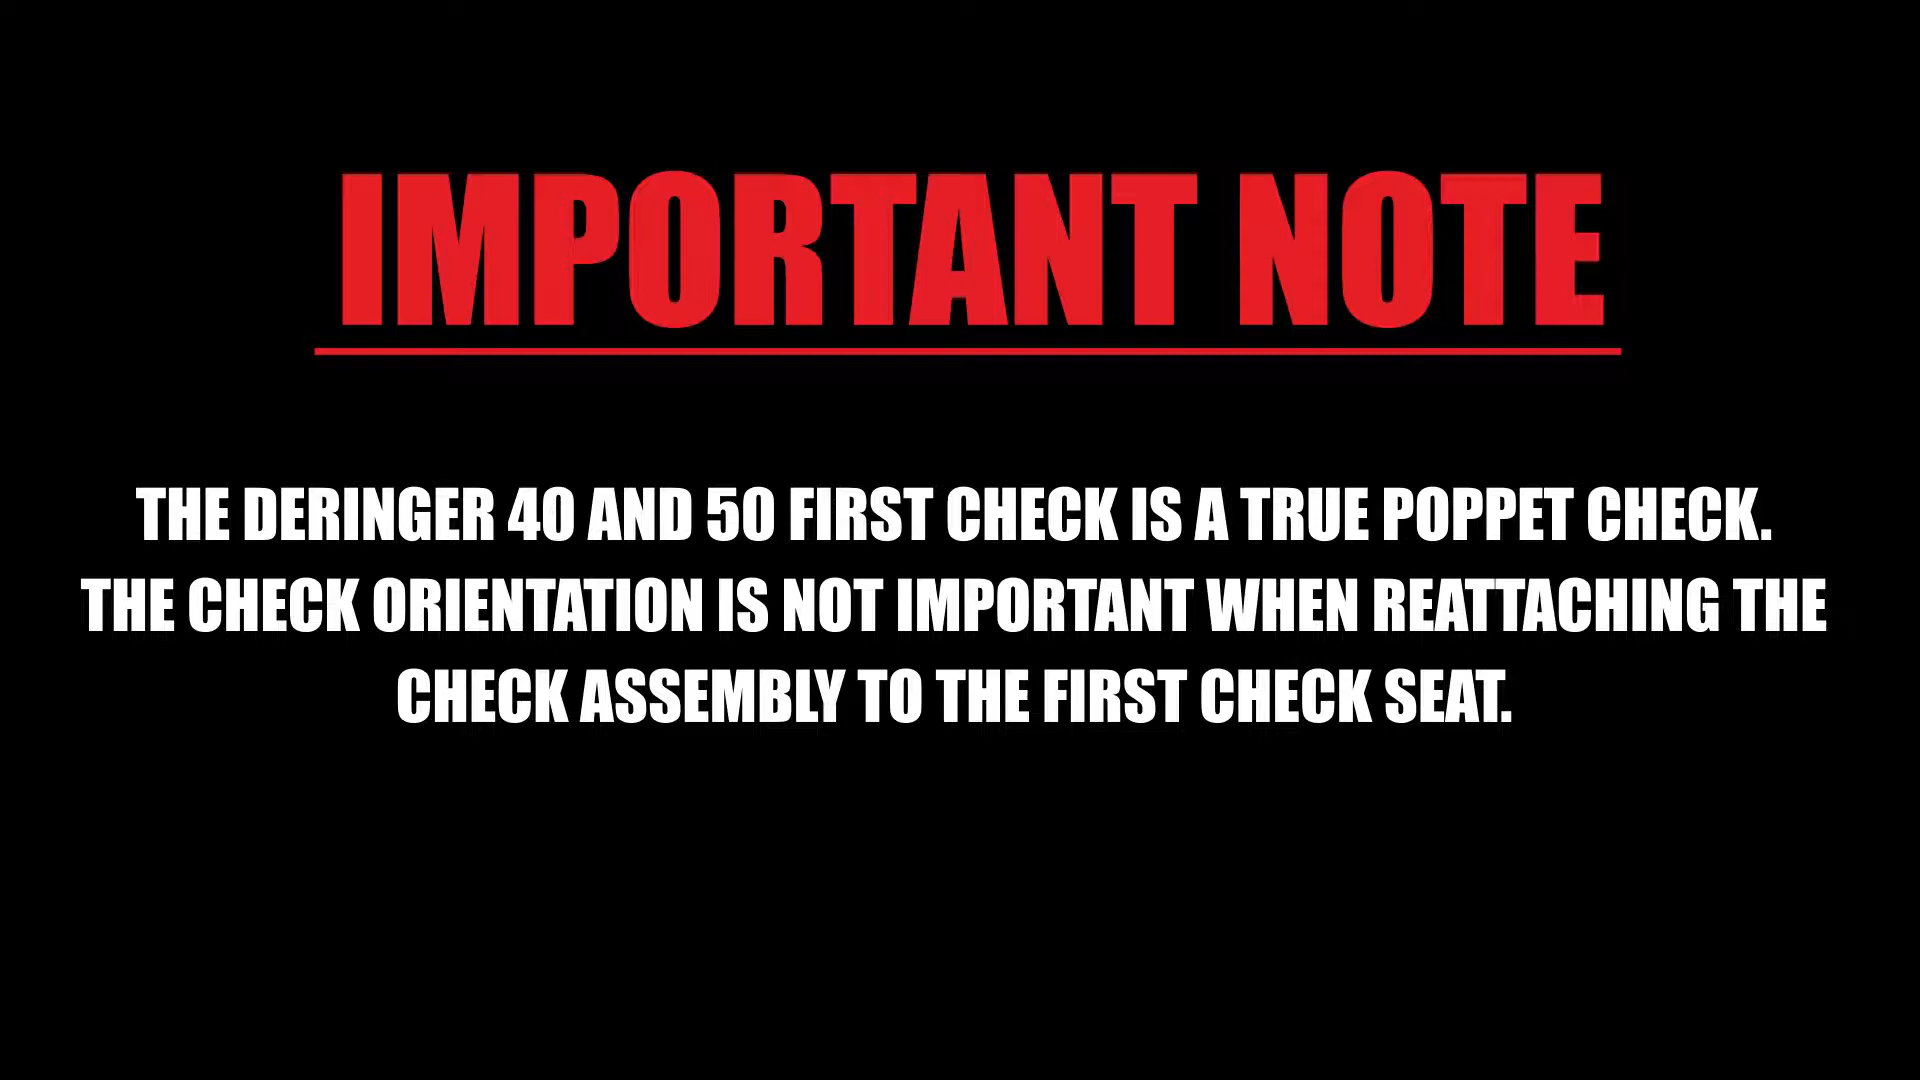 IMPORTANT NOTE
THE DERINGER 40 AND 50 FIRST CHECK IS A TRUE POPPET CHECK.
THE CHECK ORIENTATION IS NOT IMPORTANT WHEN REATTACHING THE
CHECK ASSEMBLY TO THE FIRST CHECK SEAT.